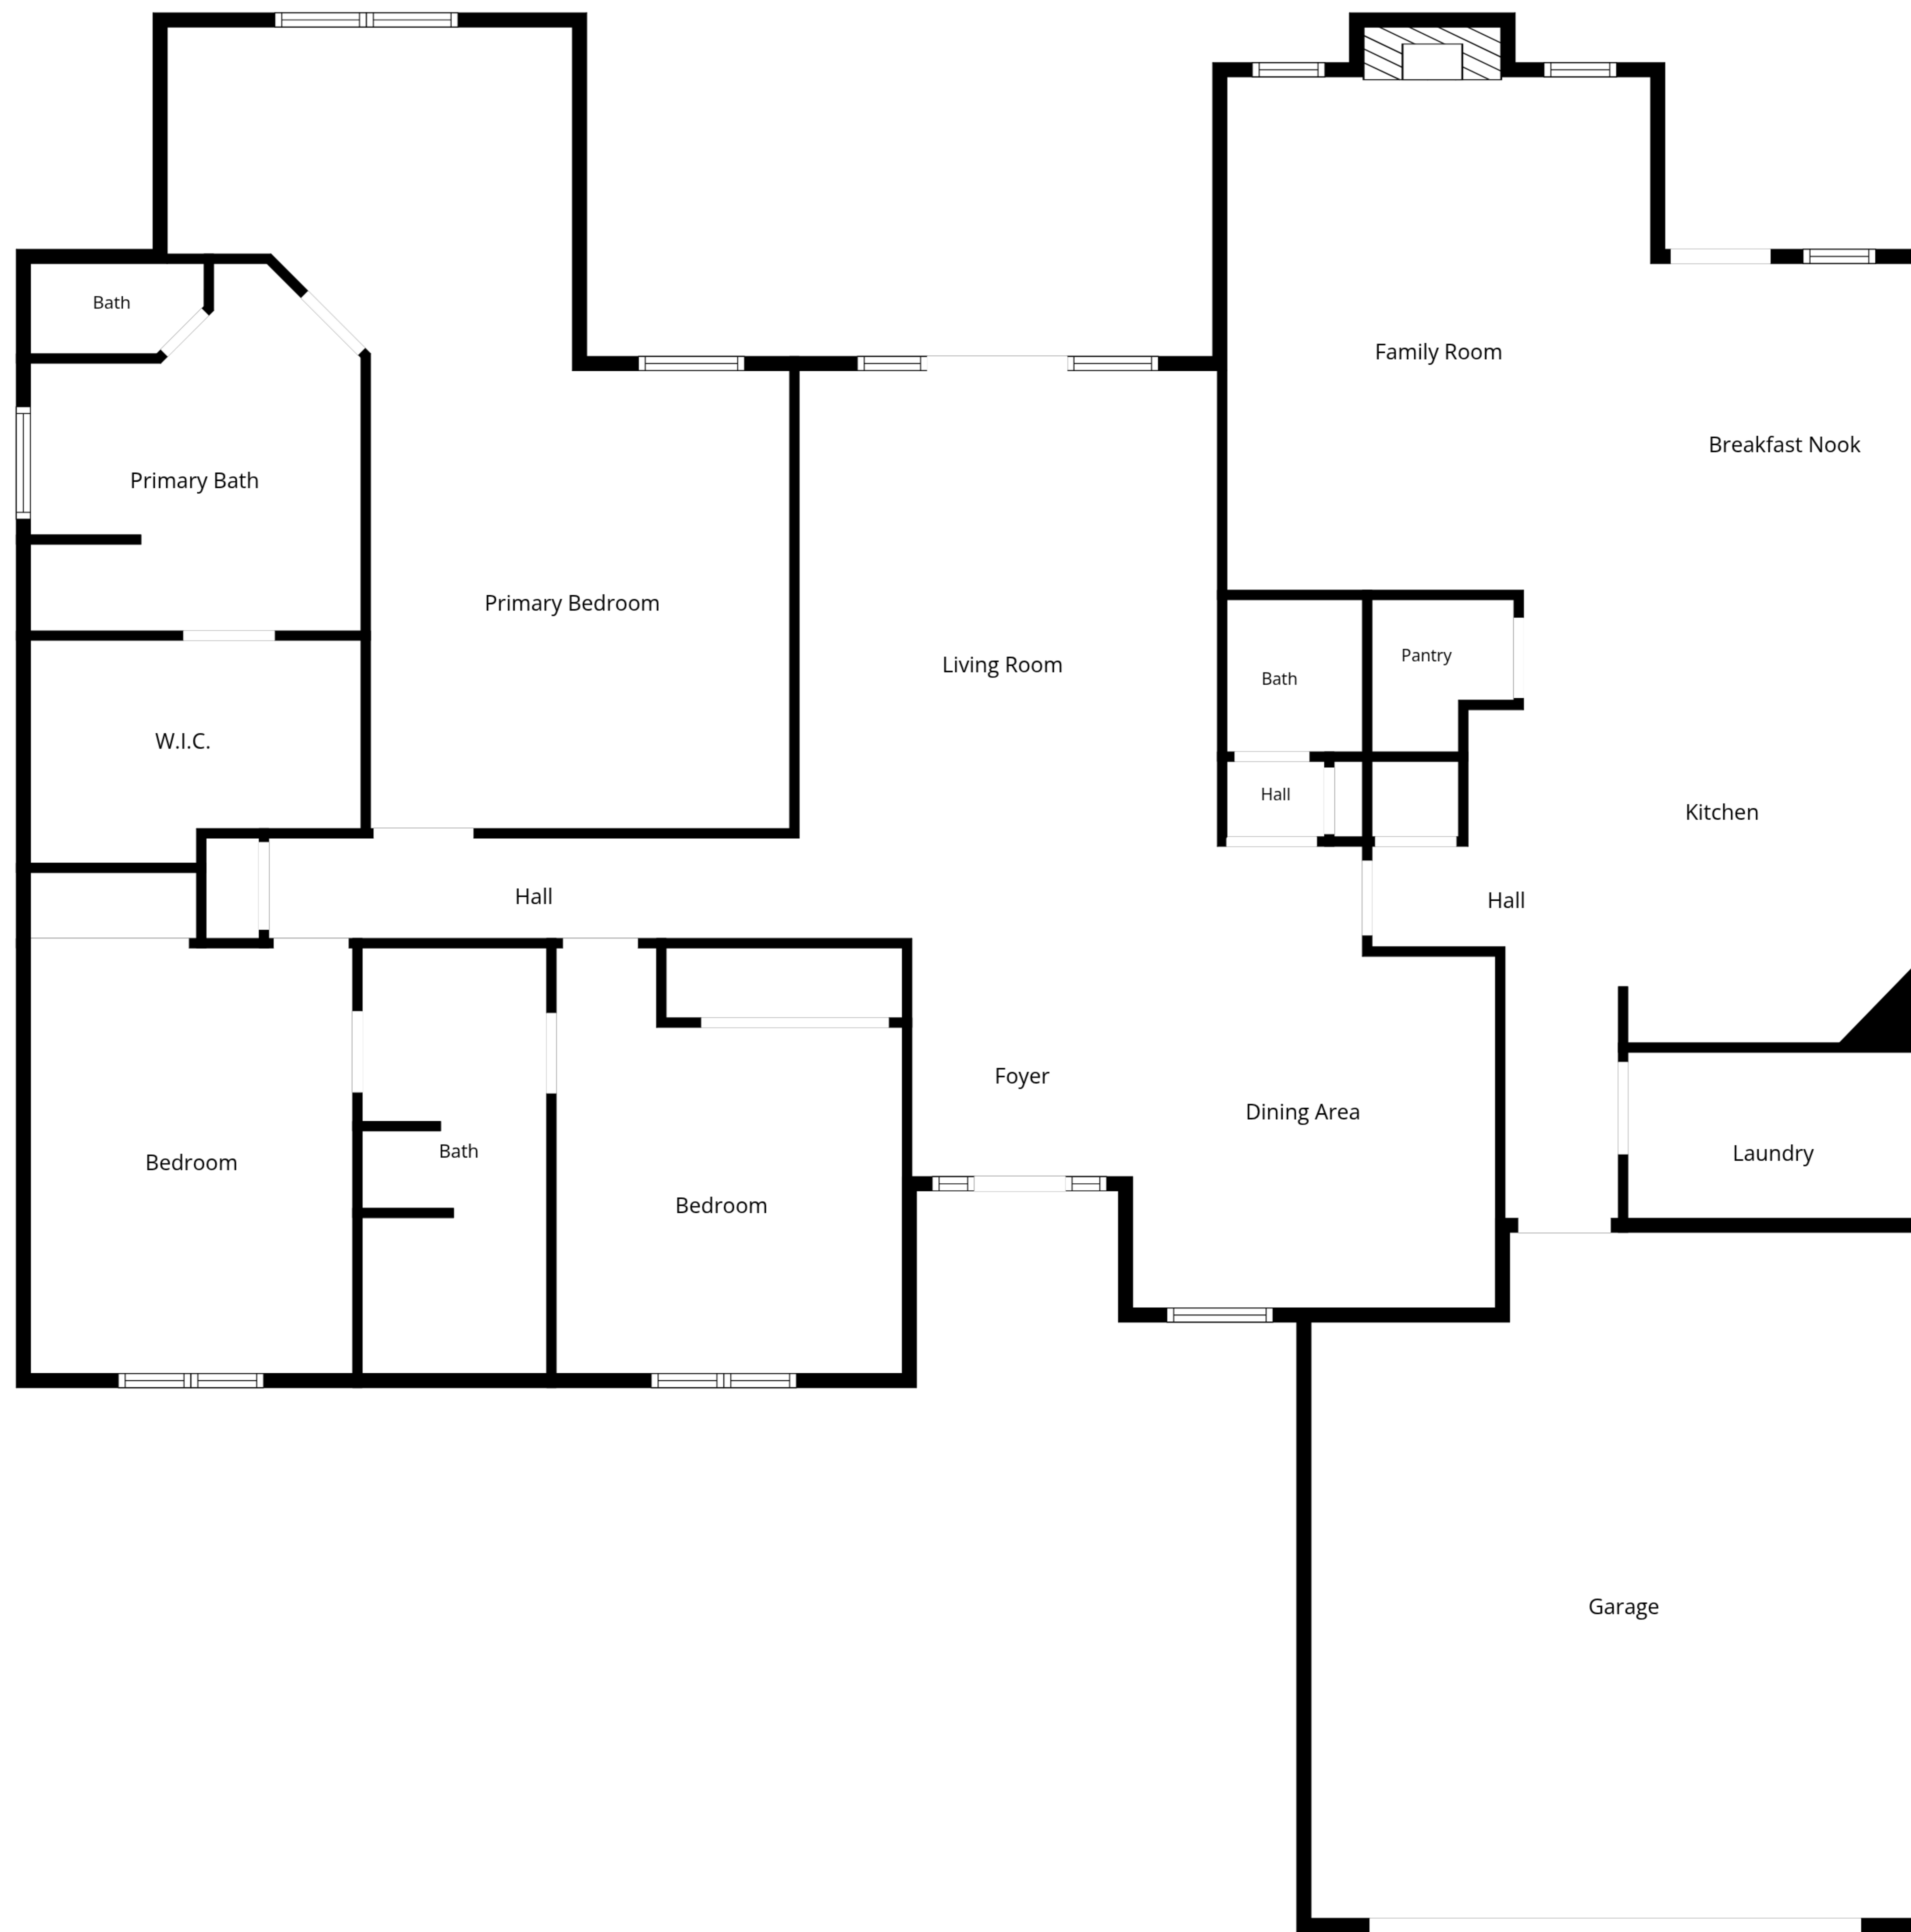 Bath
Family Room
Breakfast Nook
Primary Bath
Primary Bedroom
Living Room
Pantry
Bath
W.I.C.
Hall
Kitchen
Hall
Hall
Foyer
Dining Area
Bath
Laundry
Bedroom
Bedroom
Garage